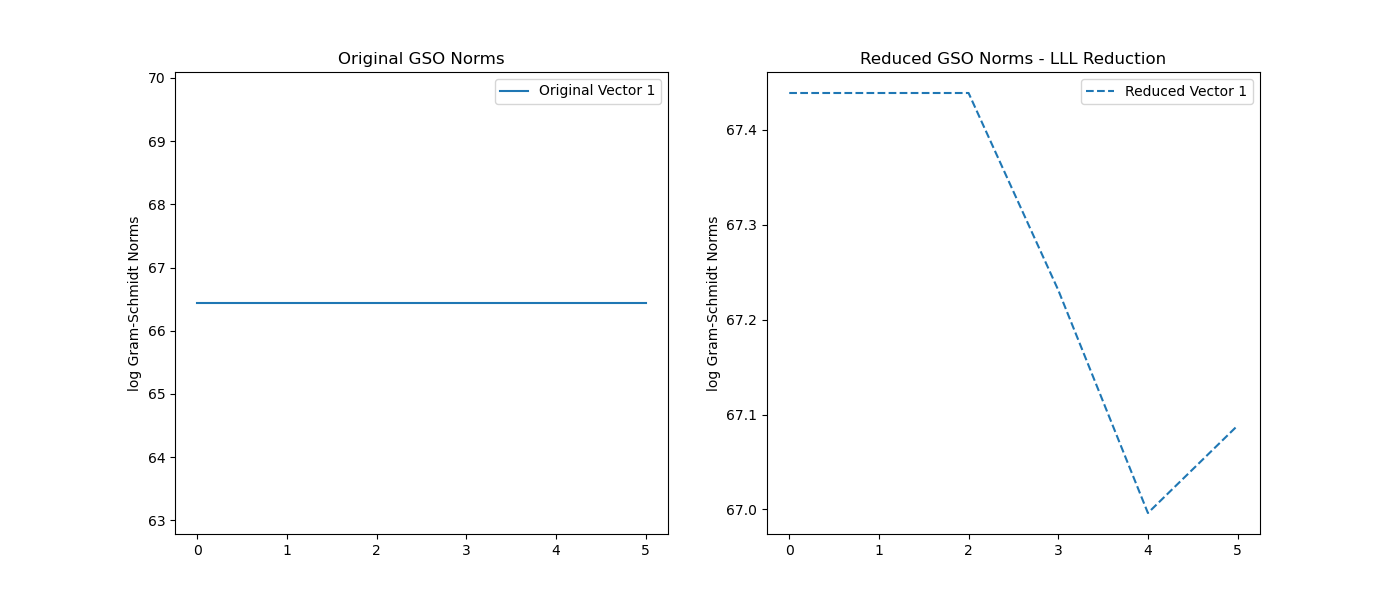 Original GSO Norms
Original Vector 1
log Gram-Schmidt Norms
70
69
68
67
66
65
64
63
0 1 2 3 4 5
Reduced GSO Norms - LLL Reduction
Reduced Vector 1
log Gram-Schmidt Norms
67.4
67.3
67.2
67.1
67.0
0 1 2 3 4 5